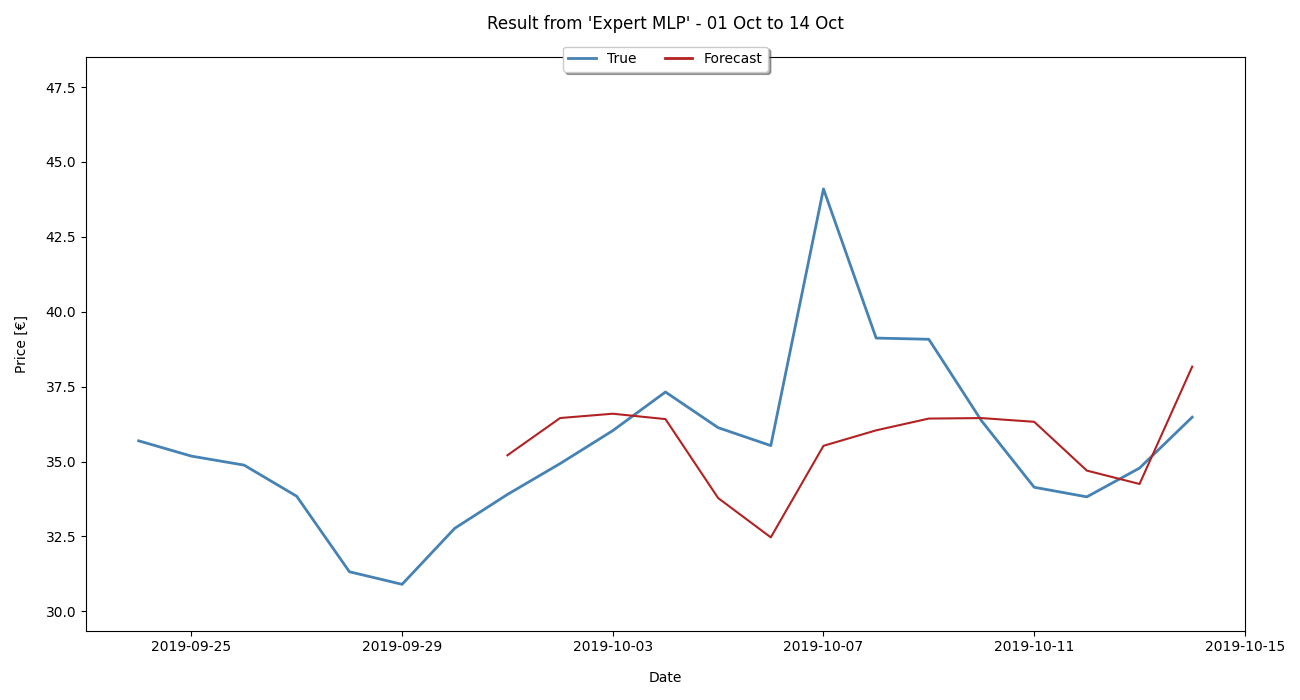 Result from 'Expert MLP' - 01 Oct to 14 Oct
True Forecast
47.5
45.0
42.5
40.0
37.5
35.0
32.5
30.0
Price [€]
2019-09-25 2019-09-29 2019-10-03 2019-10-07 2019-10-11 2019-10-15
Date